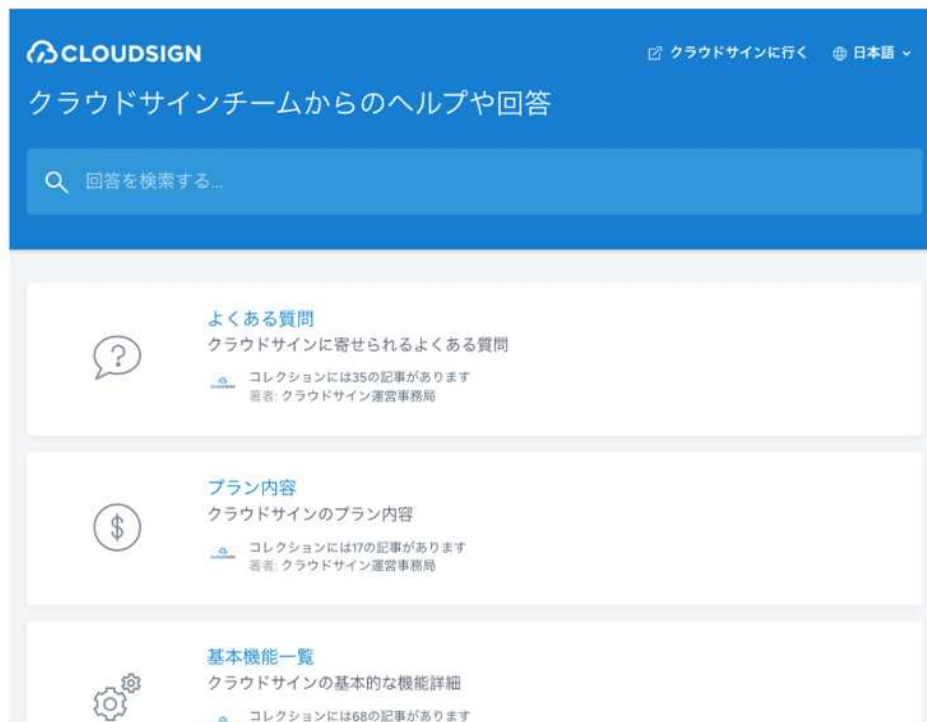 CLOUDSIGN
クラウドサインに行く
日本語
クラウドサインチームからのヘルプや回答
回答を検索する...
よくある質問
クラウドサインに寄せられるよくある質問
コレクションには35の記事があります
著者: クラウドサイン運営事務局
プラン内容
クラウドサインのプラン内容
コレクションには17の記事があります
著者: クラウドサイン運営事務局
基本機能一覧
クラウドサインの基本的な機能詳細
コレクションには68の記事があります